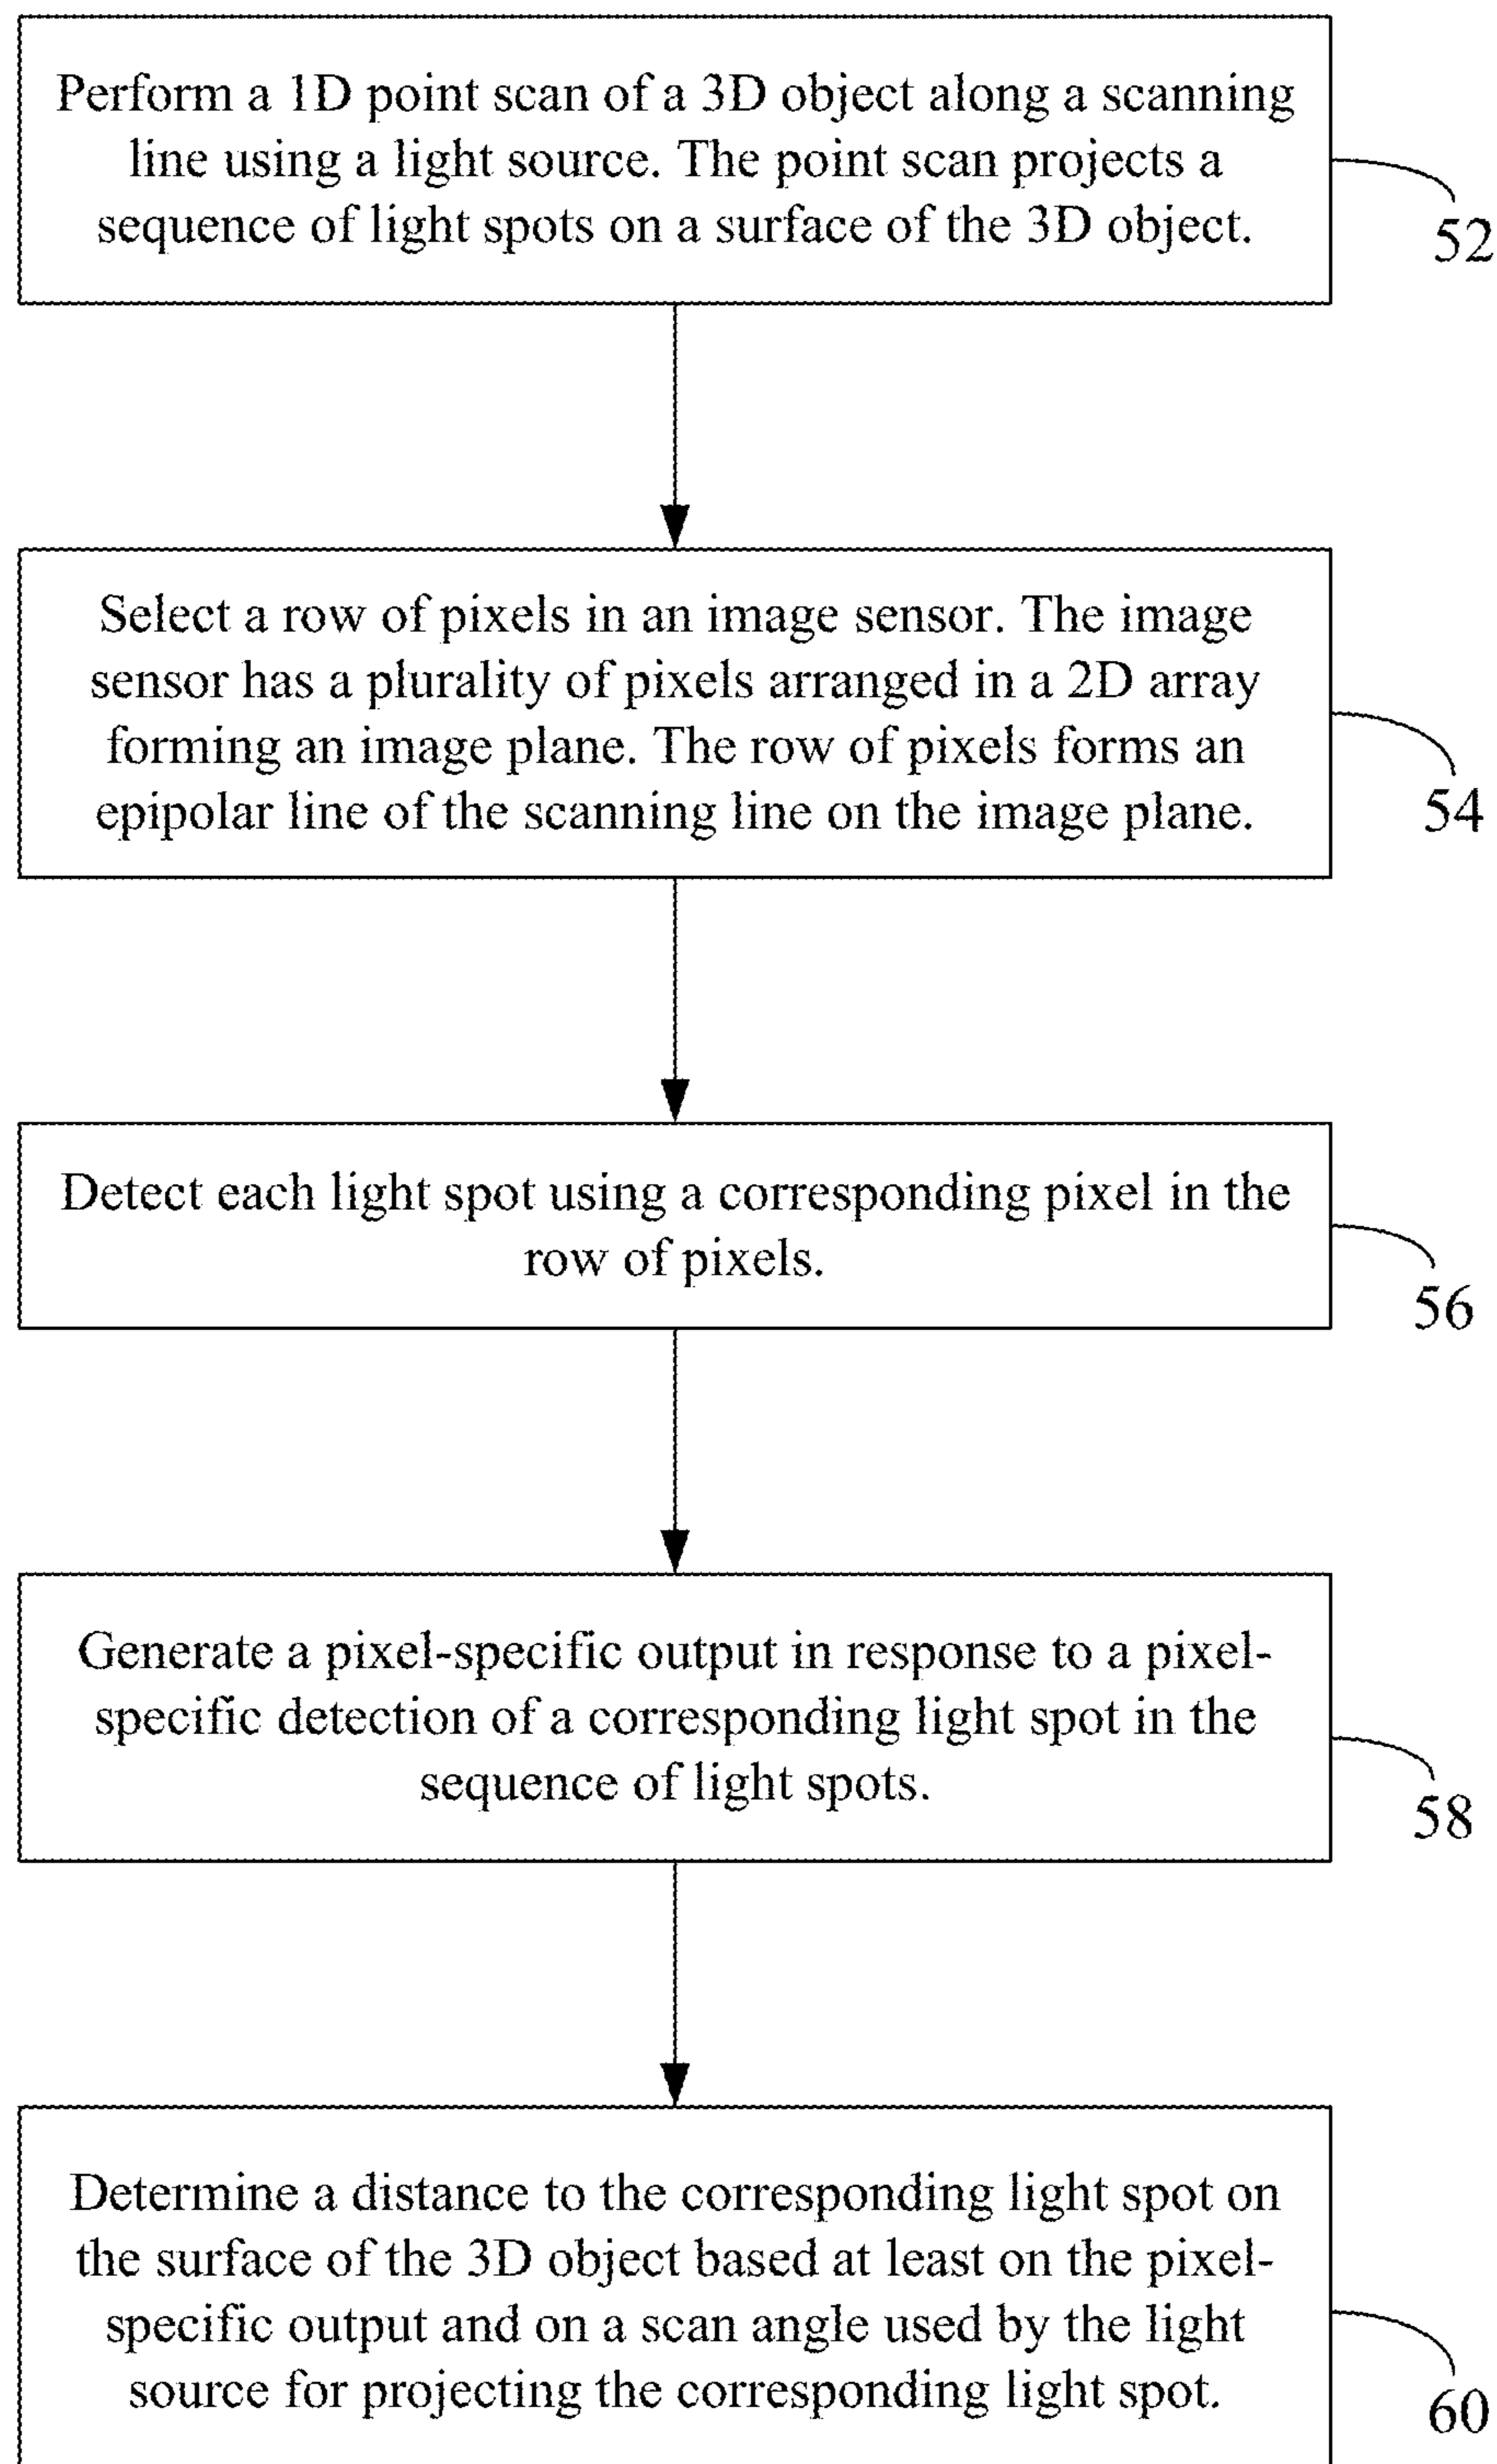 Perform a 1D point scan of a 3D object along a scanning
line using a light source. The point scan projects a
sequence of light spots on a surface of the 3D object.
52
Select a row of pixels in an image sensor. The image
sensor has a plurality of pixels arranged in a 2D array
forming an image plane. The row of pixels forms an
epipolar line of the scanning line on the image plane.
54
Detect each light spot using a corresponding pixel in the
row of pixels.
56
Generate a pixel-specific output in response to a pixel-
specific detection of a corresponding light spot in the
sequence of light spots.
58
Determine a distance to the corresponding light spot on
the surface of the 3D object based at least on the pixel-
specific output and on a scan angle used by the light
source for projecting the corresponding light spot.
60